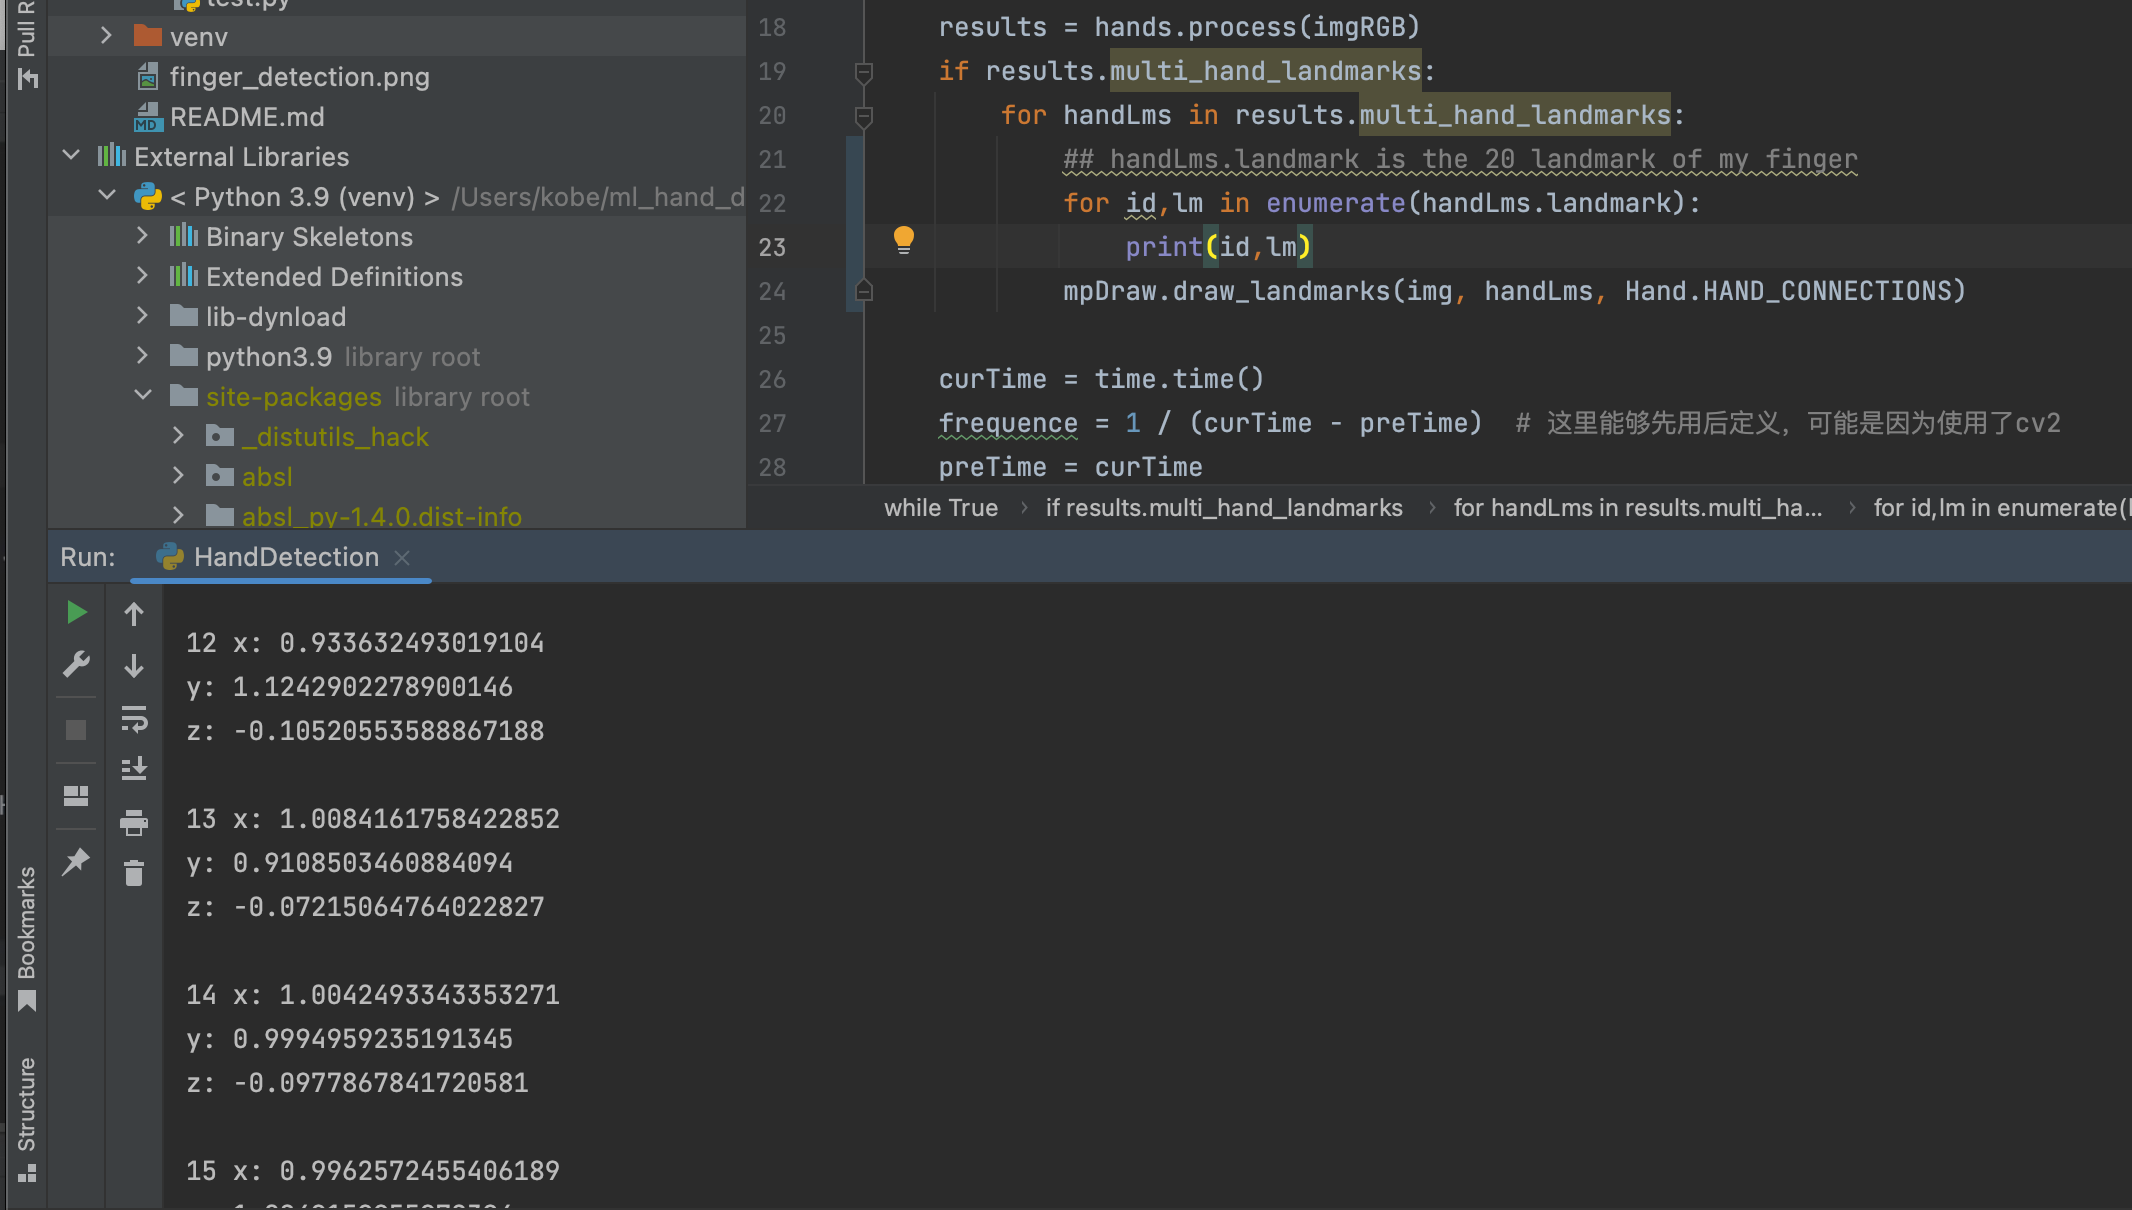 Pull R
test.py
venv
finger_detection.png
MD README.md
External Libraries
< Python 3.9 (venv) > /Users/kobe/ml_hand_d
Binary Skeletons
Extended Definitions
lib-dynload
python3.9 library root
site-packages library root
_distutils_hack
absl
absl_py-1.4.0.dist-info
18 results = hands.process(imgRGB)
19 if results.multi_hand_landmarks:
20 for handLms in results.multi_hand_landmarks:
21 ## handLms.landmark is the 20 landmark of my finger
22 for id,lm in enumerate(handLms.landmark):
23 print(id,lm)
24 mpDraw.draw_landmarks(img, handLms, Hand.HAND_CONNECTIONS)
25
26 curTime = time.time()
27 frequence = 1 / (curTime - preTime) # 这里能够先用后定义，可能是因为使用了cv2
28 preTime = curTime
while True › if results.multi_hand_landmarks › for handLms in results.multi_ha... › for id,lm in enumerate(
Run: HandDetection
12 x: 0.933632493019104
y: 1.1242902278900146
z: -0.10520553588867188
13 x: 1.0084161758422852
y: 0.9108503460884094
z: -0.07215064764022827
14 x: 1.0042493343353271
y: 0.9994959235191345
z: -0.0977867841720581
15 x: 0.9962572455406189
Bookmarks
Structure